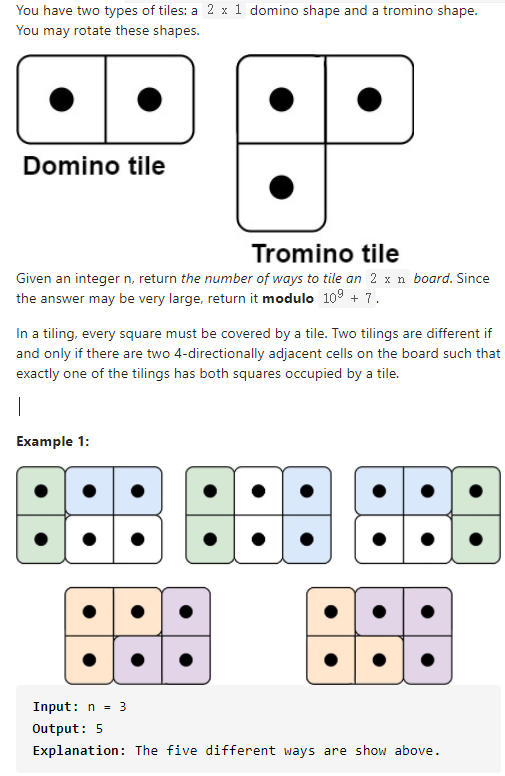 You have two types of tiles: a 2 x 1 domino shape and a tromino shape.
You may rotate these shapes.
Domino tile
Tromino tile
Given an integer n, return the number of ways to tile an 2 x n board. Since
the answer may be very large, return it modulo 10⁹ + 7.
In a tiling, every square must be covered by a tile. Two tilings are different if
and only if there are two 4-directionally adjacent cells on the board such that
exactly one of the tilings has both squares occupied by a tile.
Example 1:
Input: n = 3
Output: 5
Explanation: The five different ways are show above.